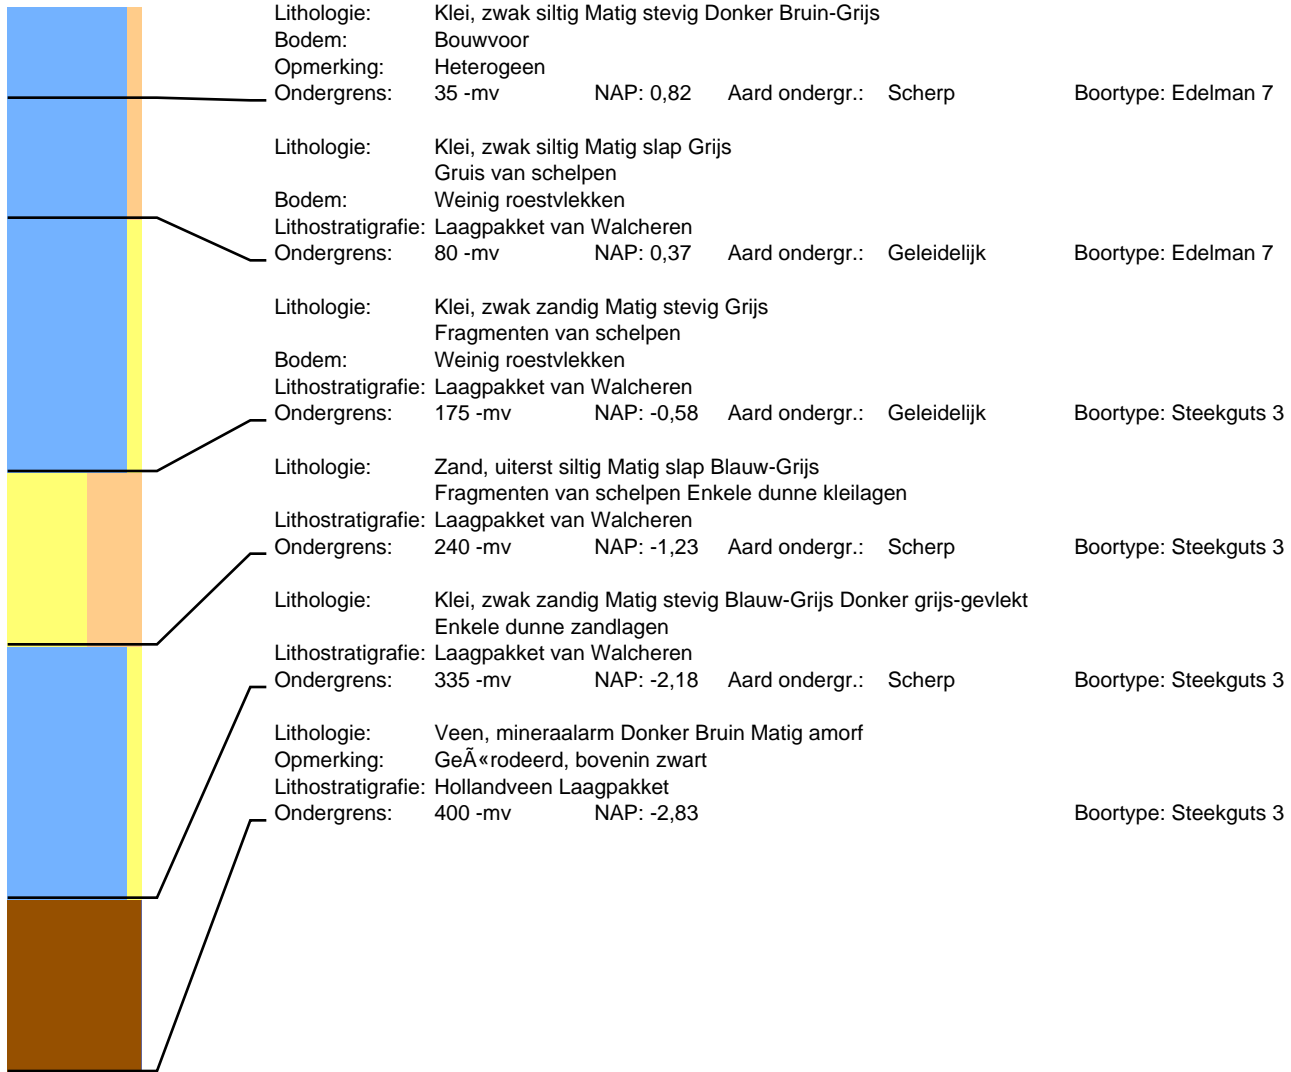 Lithologie: Klei, zwak siltig Matig stevig Donker Bruin-Grijs
Bodem: Bouwvoor
Opmerking: Heterogeen
Ondergrens: 35 -mv NAP: 0,82 Aard ondergr.: Scherp Boortype: Edelman 7
Lithologie: Klei, zwak siltig Matig slap Grijs
Gruis van schelpen
Bodem: Weinig roestvlekken
Lithostratigrafie: Laagpakket van Walcheren
Ondergrens: 80 -mv NAP: 0,37 Aard ondergr.: Geleidelijk Boortype: Edelman 7
Lithologie: Klei, zwak zandig Matig stevig Grijs
Fragmenten van schelpen
Bodem: Weinig roestvlekken
Lithostratigrafie: Laagpakket van Walcheren
Ondergrens: 175 -mv NAP: -0,58 Aard ondergr.: Geleidelijk Boortype: Steekguts 3
Lithologie: Zand, uiterst siltig Matig slap Blauw-Grijs
Fragmenten van schelpen Enkele dunne kleilagen
Lithostratigrafie: Laagpakket van Walcheren
Ondergrens: 240 -mv NAP: -1,23 Aard ondergr.: Scherp Boortype: Steekguts 3
Lithologie: Klei, zwak zandig Matig stevig Blauw-Grijs Donker grijs-gevlekt
Enkele dunne zandlagen
Lithostratigrafie: Laagpakket van Walcheren
Ondergrens: 335 -mv NAP: -2,18 Aard ondergr.: Scherp Boortype: Steekguts 3
Lithologie: Veen, mineraalarm Donker Bruin Matig amorf
Opmerking: GeÃ«rodeerd, bovenin zwart
Lithostratigrafie: Hollandveen Laagpakket
Ondergrens: 400 -mv NAP: -2,83 Boortype: Steekguts 3